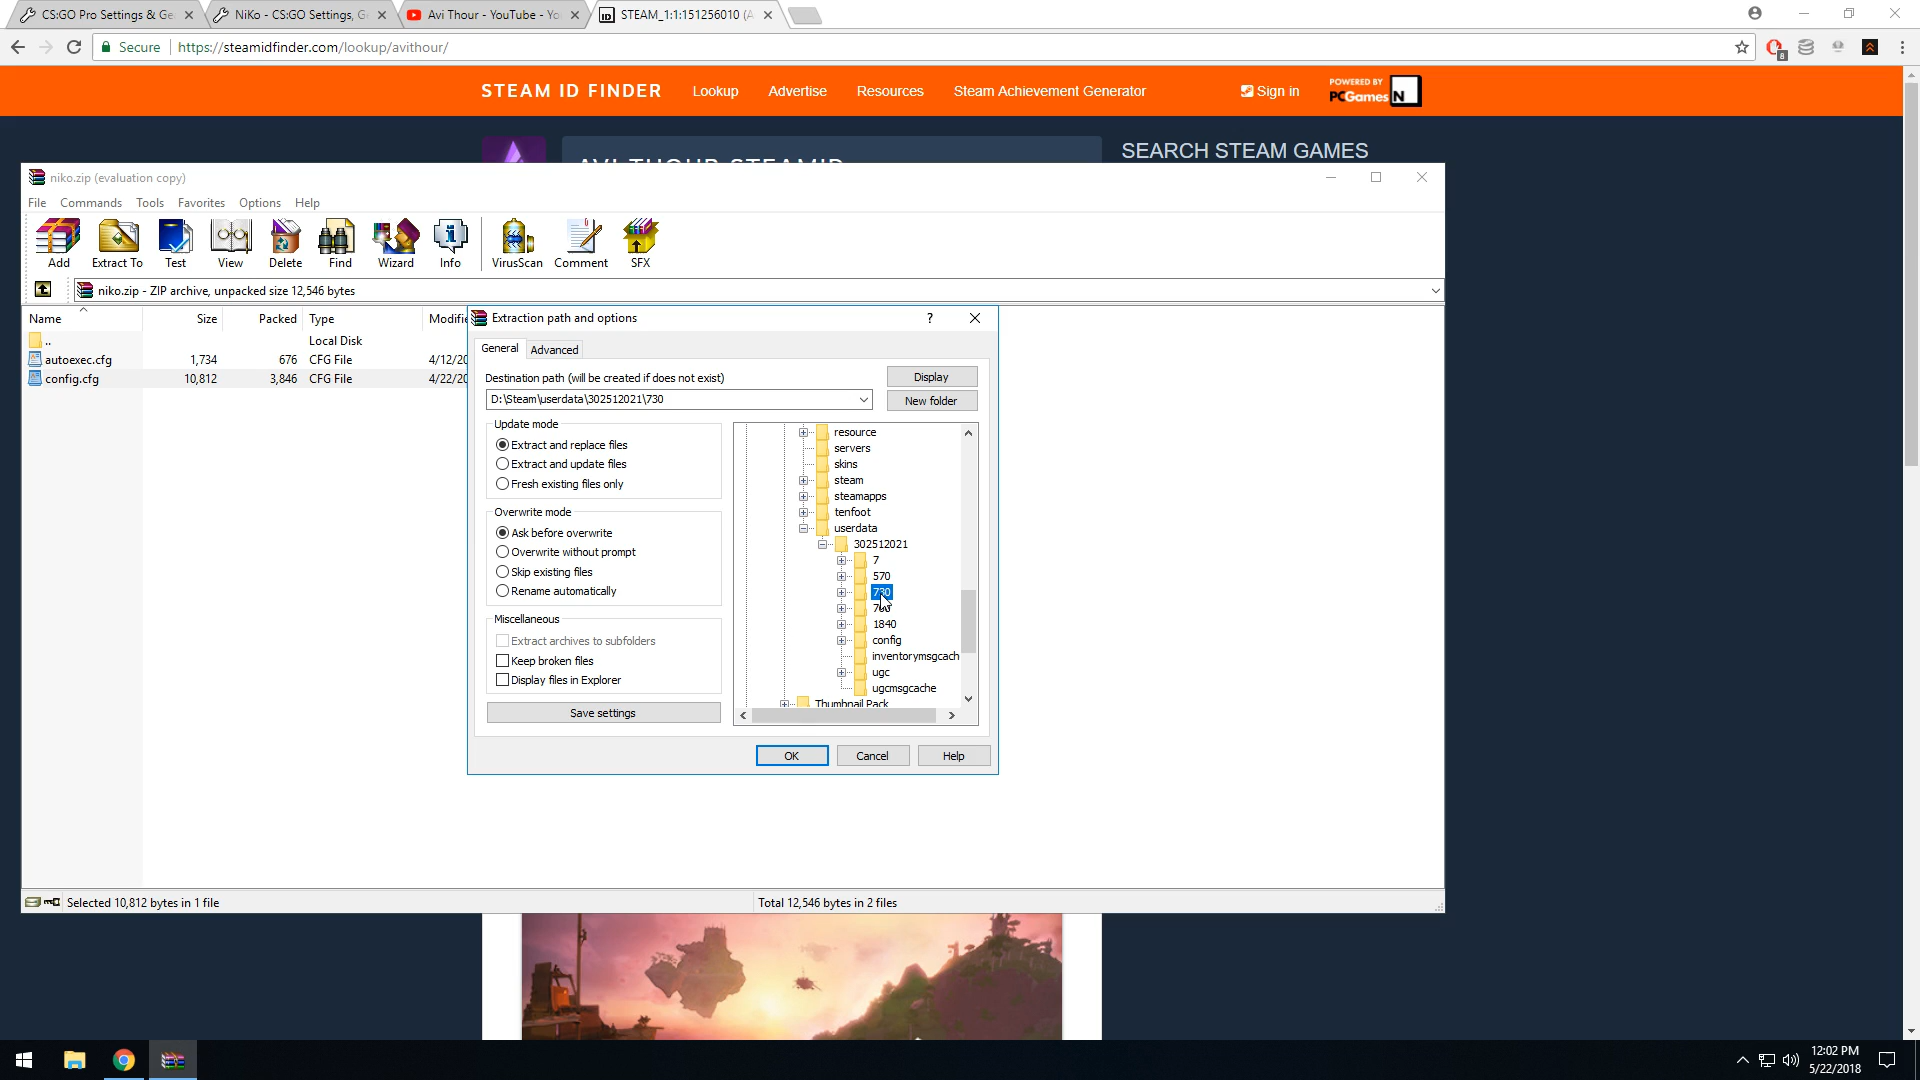 CS:GO Pro Settings & Ge
NiKo - CS:GO Settings, G
Avi Thour - YouTube - Yo
STEAM_1:1:151256010 (A
Secure
https://steamidfinder.com/lookup/avithour/
8
STEAM ID FINDER
Lookup
Advertise
Resources
Steam Achievement Generator
Sign in
POWERED BY
PCGamesN
SEARCH STEAM GAMES
niko.zip (evaluation copy)
File Commands Tools Favorites Options Help
Add
Extract To
Test
View
Delete
Find
Wizard
Info
VirusScan
Comment
SFX
niko.zip - ZIP archive, unpacked size 12,546 bytes
Name Size Packed Type Modifie
.. Local Disk
autoexec.cfg 1,734 676 CFG File 4/12/20
config.cfg 10,812 3,846 CFG File 4/22/20
Extraction path and options
?
General
Advanced
Destination path (will be created if does not exist)
D:\Steam\userdata\302512021\730
Display
New folder
Update mode
Extract and replace files
Extract and update files
Fresh existing files only
Overwrite mode
Ask before overwrite
Overwrite without prompt
Skip existing files
Rename automatically
Miscellaneous
Extract archives to subfolders
Keep broken files
Display files in Explorer
Save settings
resource
servers
skins
steam
steamapps
tenfoot
userdata
302512021
7
570
730
760
1840
config
inventorymsgcach
ugc
ugcmsgcache
Thumbnail Pack
OK
Cancel
Help
Selected 10,812 bytes in 1 file
Total 12,546 bytes in 2 files
12:02 PM
5/22/2018